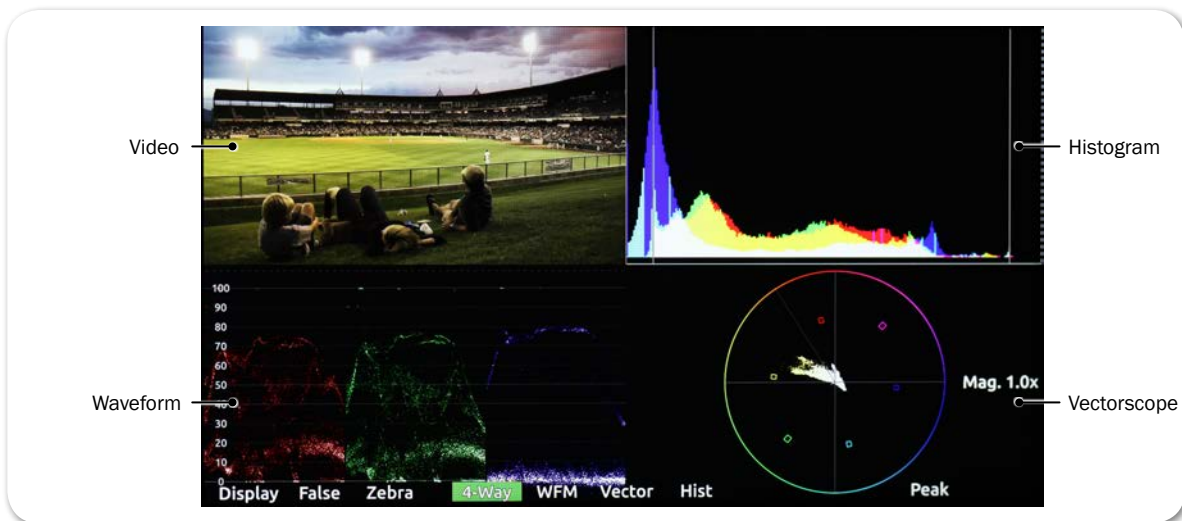 Video
Histogram
100
90
80
70
60
50
40
30
20
10
0
Waveform
Mag. 1.0x
Vectorscope
Display False Zebra 4-Way WFM Vector Hist Peak